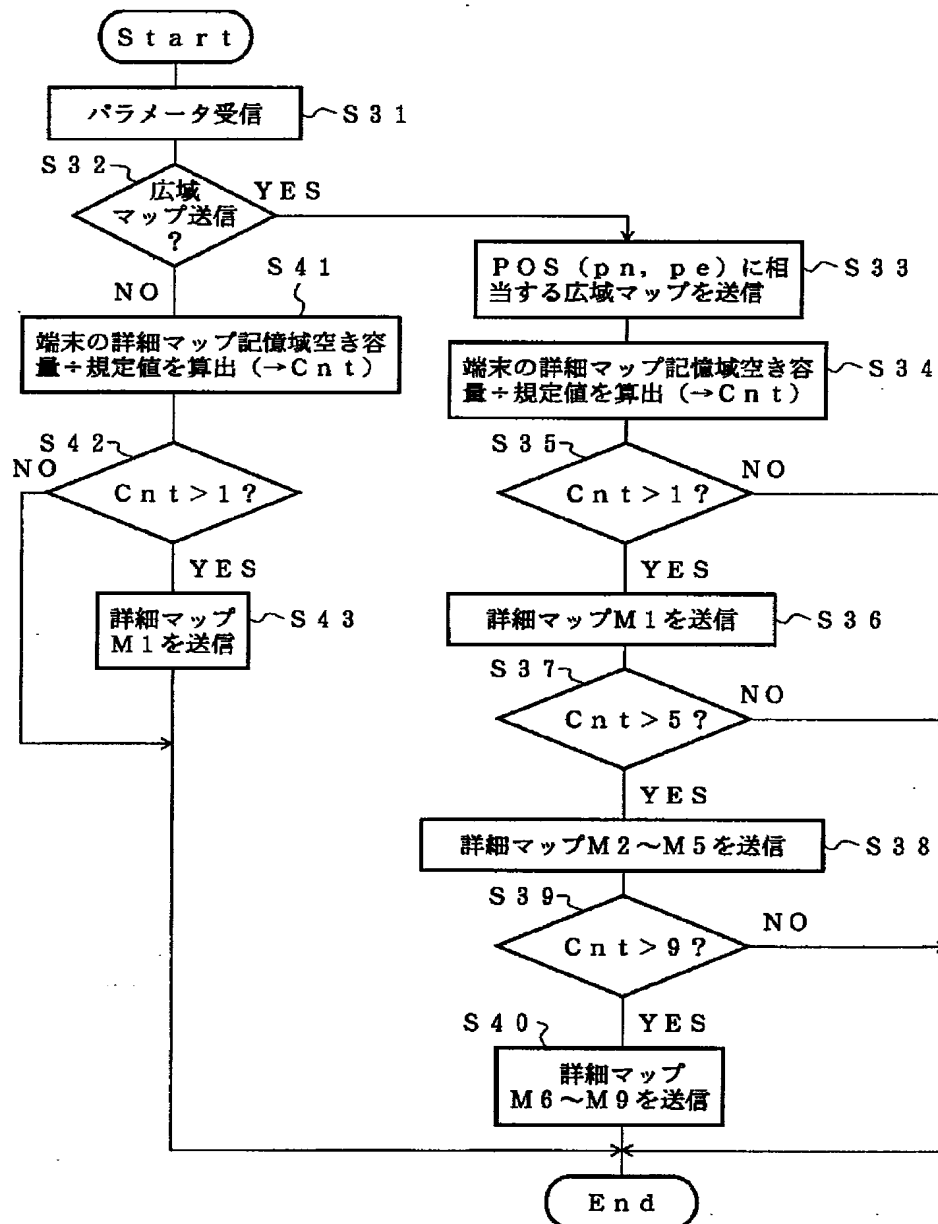 Start
パラメータ受信
S31
S32
広域
マップ送信
?
YES
NO
S41
端末の詳細マップ記憶域空き容
量÷規定値を算出(→Cnt)
S42
NO
Cnt>1?
YES
詳細マップ
M1を送信
S43
POS(pn, pe)に相
当する広域マップを送信
S33
端末の詳細マップ記憶域空き容
量÷規定値を算出(→Cnt)
S34
S35
Cnt>1?
NO
YES
詳細マップM1を送信
S36
S37
Cnt>5?
NO
YES
詳細マップM2〜M5を送信
S38
S39
Cnt>9?
NO
YES
S40
詳細マップ
M6〜M9を送信
End